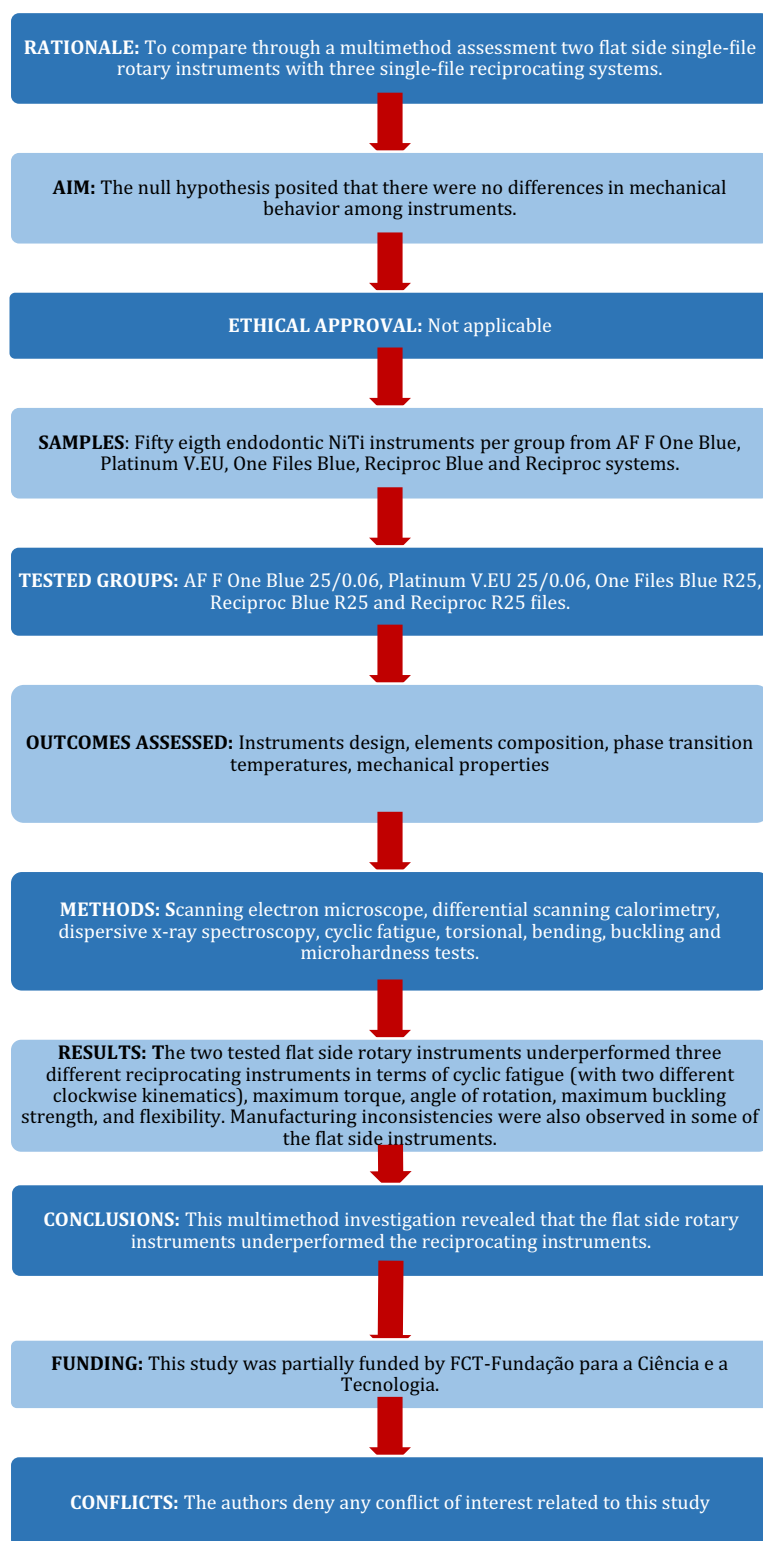 RATIONALE: To compare through a multimethod assessment two flat side single-file
rotary instruments with three single-file reciprocating systems.
AIM: The null hypothesis posited that there were no differences in mechanical
behavior among instruments.
ETHICAL APPROVAL: Not applicable
SAMPLES: Fifty eigth endodontic NiTi instruments per group from AF F One Blue,
Platinum V.EU, One Files Blue, Reciproc Blue and Reciproc systems.
TESTED GROUPS: AF F One Blue 25/0.06, Platinum V.EU 25/0.06, One Files Blue R25,
Reciproc Blue R25 and Reciproc R25 files.
OUTCOMES ASSESSED: Instruments design, elements composition, phase transition
temperatures, mechanical properties
METHODS: Scanning electron microscope, differential scanning calorimetry,
dispersive x-ray spectroscopy, cyclic fatigue, torsional, bending, buckling and
microhardness tests.
RESULTS: The two tested flat side rotary instruments underperformed three
different reciprocating instruments in terms of cyclic fatigue (with two different
clockwise kinematics), maximum torque, angle of rotation, maximum buckling
strength, and flexibility. Manufacturing inconsistencies were also observed in some of
the flat side instruments.
CONCLUSIONS: This multimethod investigation revealed that the flat side rotary
instruments underperformed the reciprocating instruments.
FUNDING: This study was partially funded by FCT-Fundação para a Ciência e a
Tecnologia.
CONFLICTS: The authors deny any conflict of interest related to this study